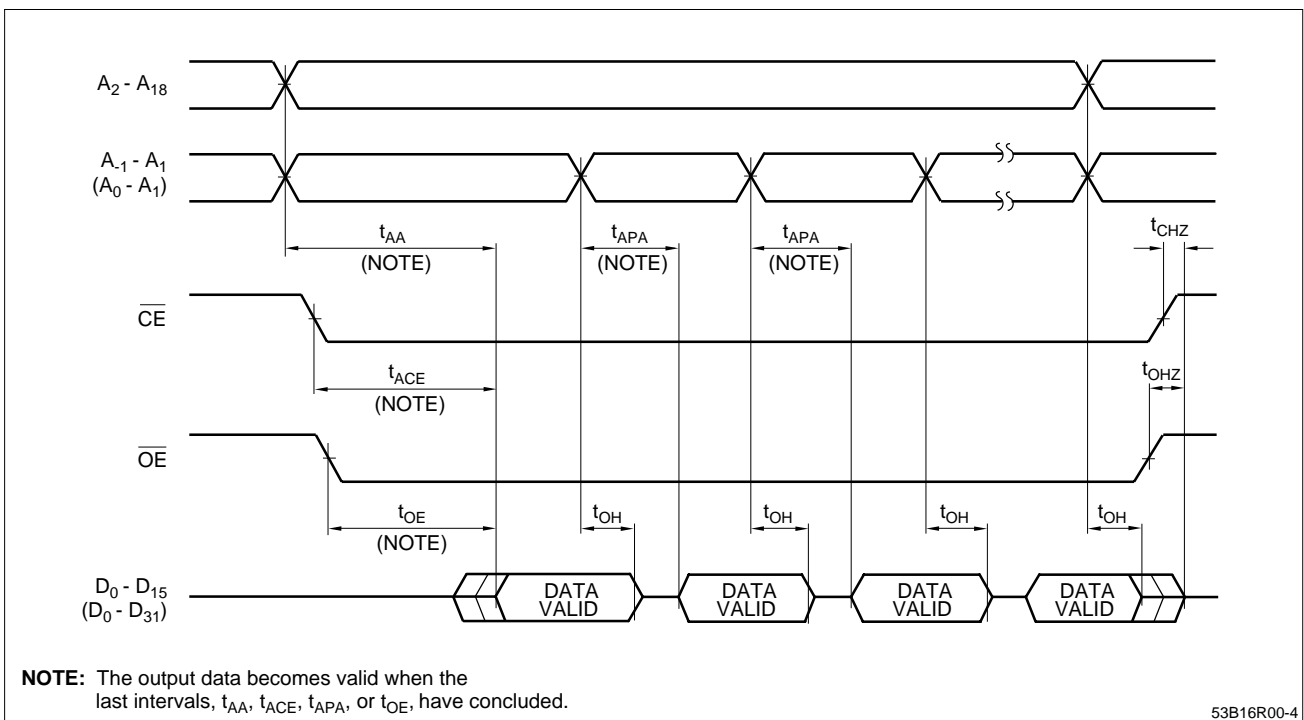 A2 - A18
A-1 - A1
(A0 - A1)
tAA
(NOTE)
tAPA
(NOTE)
tAPA
(NOTE)
tCHZ
CE
tACE
(NOTE)
tOHZ
OE
tOE
(NOTE)
tOH
tOH
tOH
tOH
D0 - D15
(D0 - D31)
DATA
VALID
DATA
VALID
DATA
VALID
DATA
VALID
NOTE: The output data becomes valid when the
last intervals, tAA, tACE, tAPA, or tOE, have concluded.
53B16R00-4